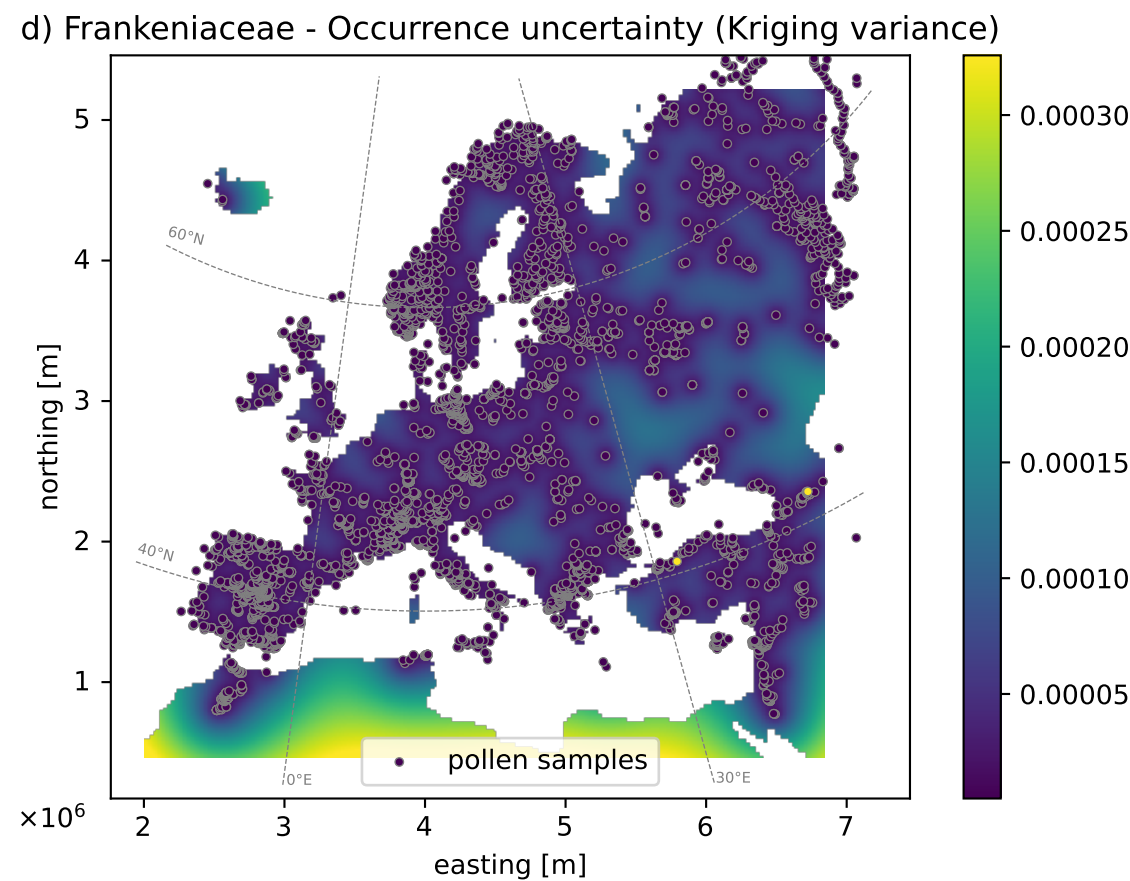 d) Frankeniaceae - Occurrence uncertainty (Kriging variance)
5
4
3
2
1
northing [m]
×10⁶
2
3
4
5
6
7
easting [m]
60°N
40°N
0°E
30°E
pollen samples
0.00030
0.00025
0.00020
0.00015
0.00010
0.00005